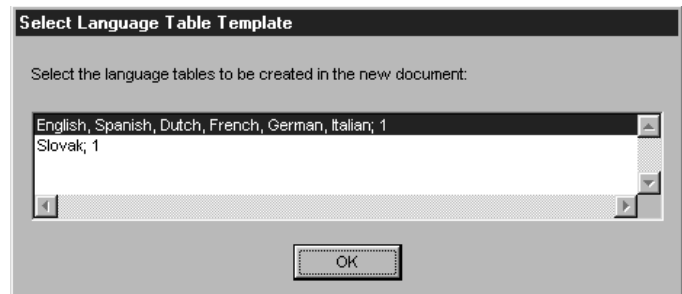 Select Language Table Template
Select the language tables to be created in the new document:
English, Spanish, Dutch, French, German, Italian; 1
Slovak; 1
OK